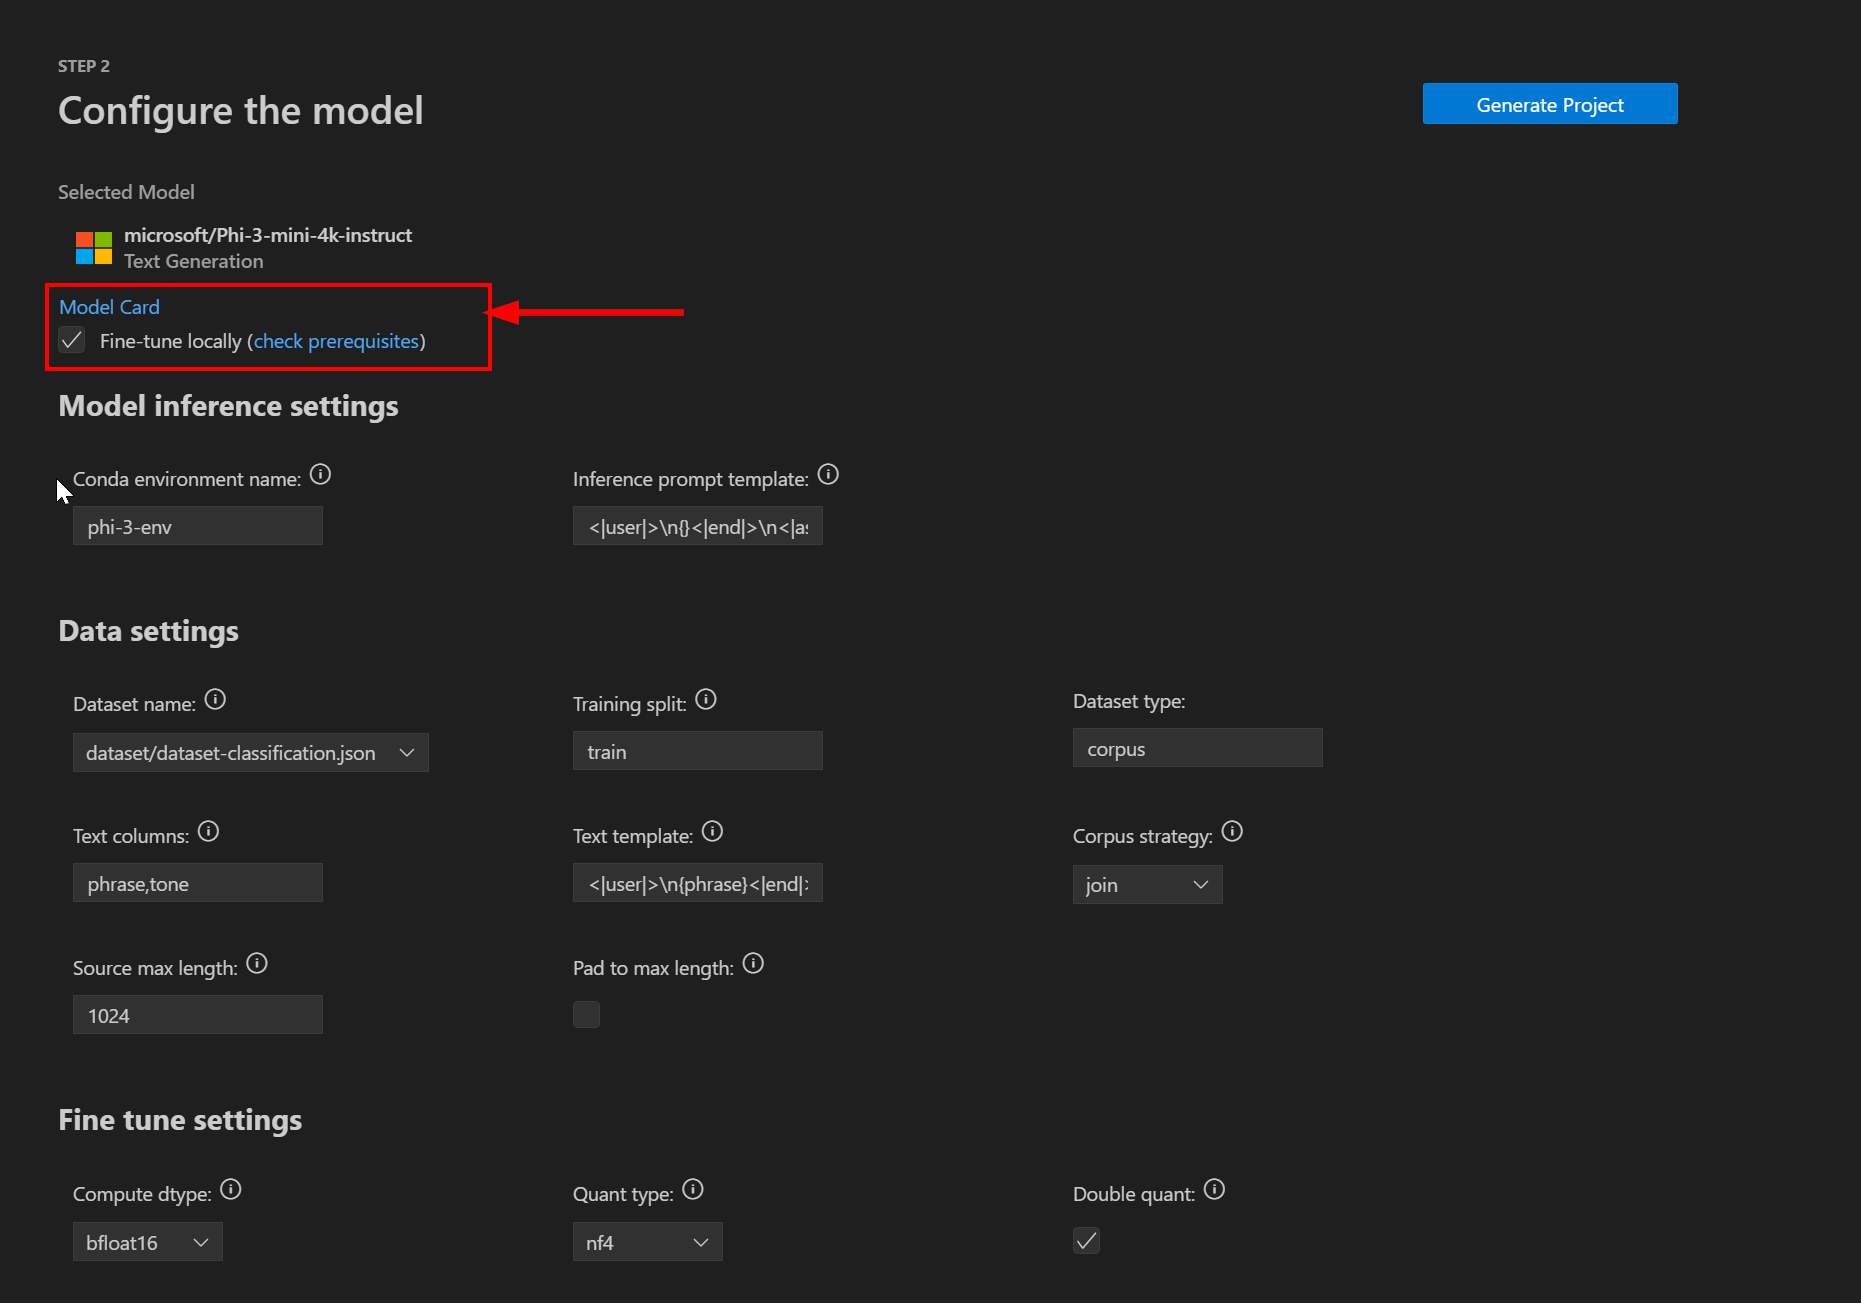 STEP 2
Configure the model
Generate Project
Selected Model
microsoft/Phi-3-mini-4k-instruct
Text Generation
Model Card
Fine-tune locally (check prerequisites)
Model inference settings
Conda environment name:
Inference prompt template:
phi-3-env
<|user|>\n{}<|end|>\n<|as
Data settings
Dataset name:
Training split:
Dataset type:
dataset/dataset-classification.json
train
corpus
Text columns:
Text template:
Corpus strategy:
phrase,tone
<|user|>\n{phrase}<|end|>
join
Source max length:
Pad to max length:
1024
Fine tune settings
Compute dtype:
Quant type:
Double quant:
bfloat16
nf4